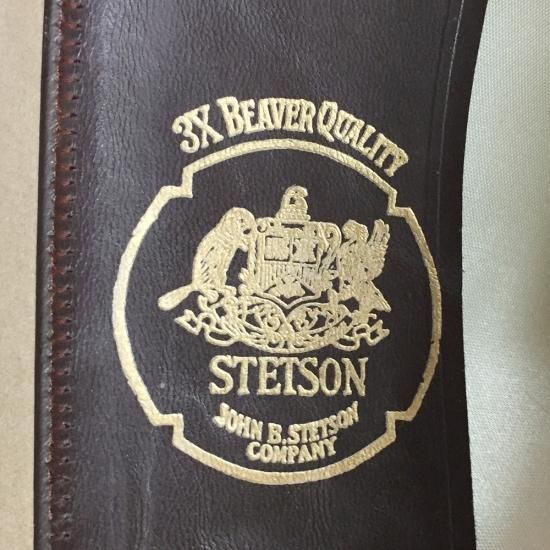 3X BEAVER QUALITY
STETSON
JOHN B. STETSON
COMPANY